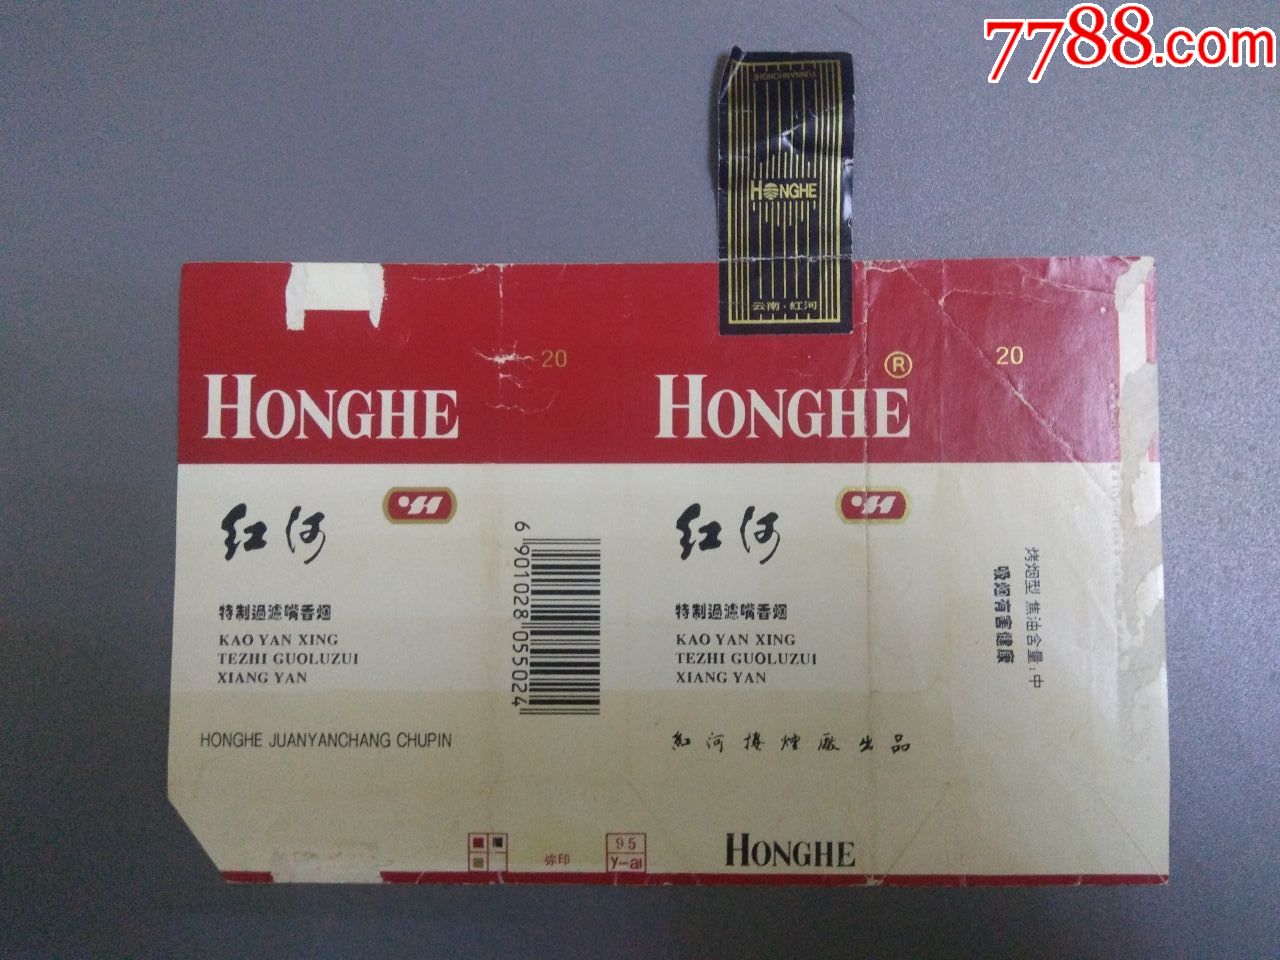 7788.com
YUNNANHONGHE
HONGHE
云南·红河
20
®
20
HONGHE
HONGHE
红河
红河
特制過濾嘴香烟
KAO YAN XING
TEZHI GUOLUZUI
XIANG YAN
6 901028 055024
特制過濾嘴香烟
KAO YAN XING
TEZHI GUOLUZUI
XIANG YAN
烤烟型 焦油含量:中
吸烟有害健康
HONGHE JUANYANCHANG CHUPIN
紅河捲煙廠出品
弥印
95
y-al
HONGHE